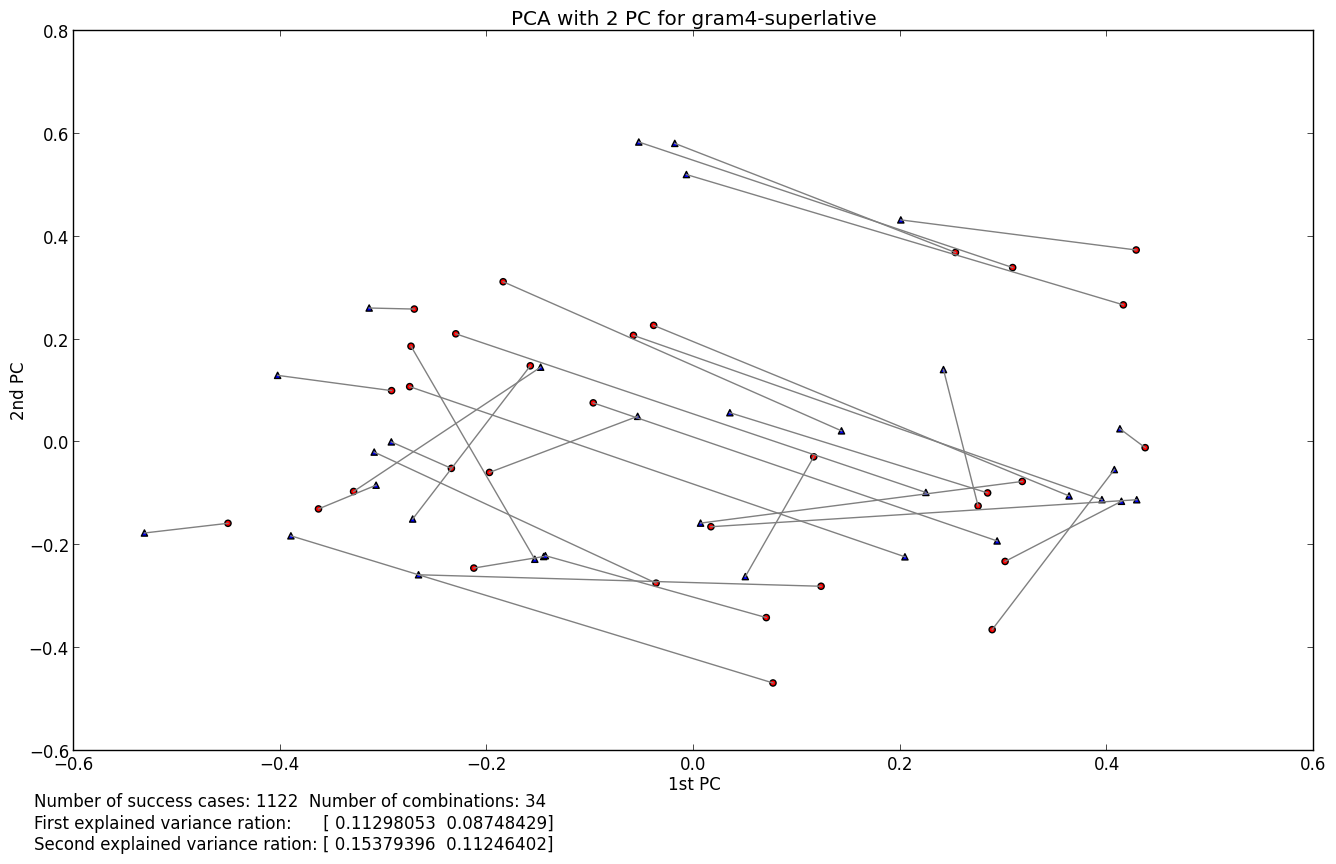 PCA with 2 PC for gram4-superlative
0.8
0.6
0.4
0.2
0.0
−0.2
−0.4
−0.6
2nd PC
−0.6 −0.4 −0.2 0.0 0.2 0.4 0.6
1st PC
Number of success cases: 1122 Number of combinations: 34
First explained variance ration: [ 0.11298053 0.08748429]
Second explained variance ration: [ 0.15379396 0.11246402]